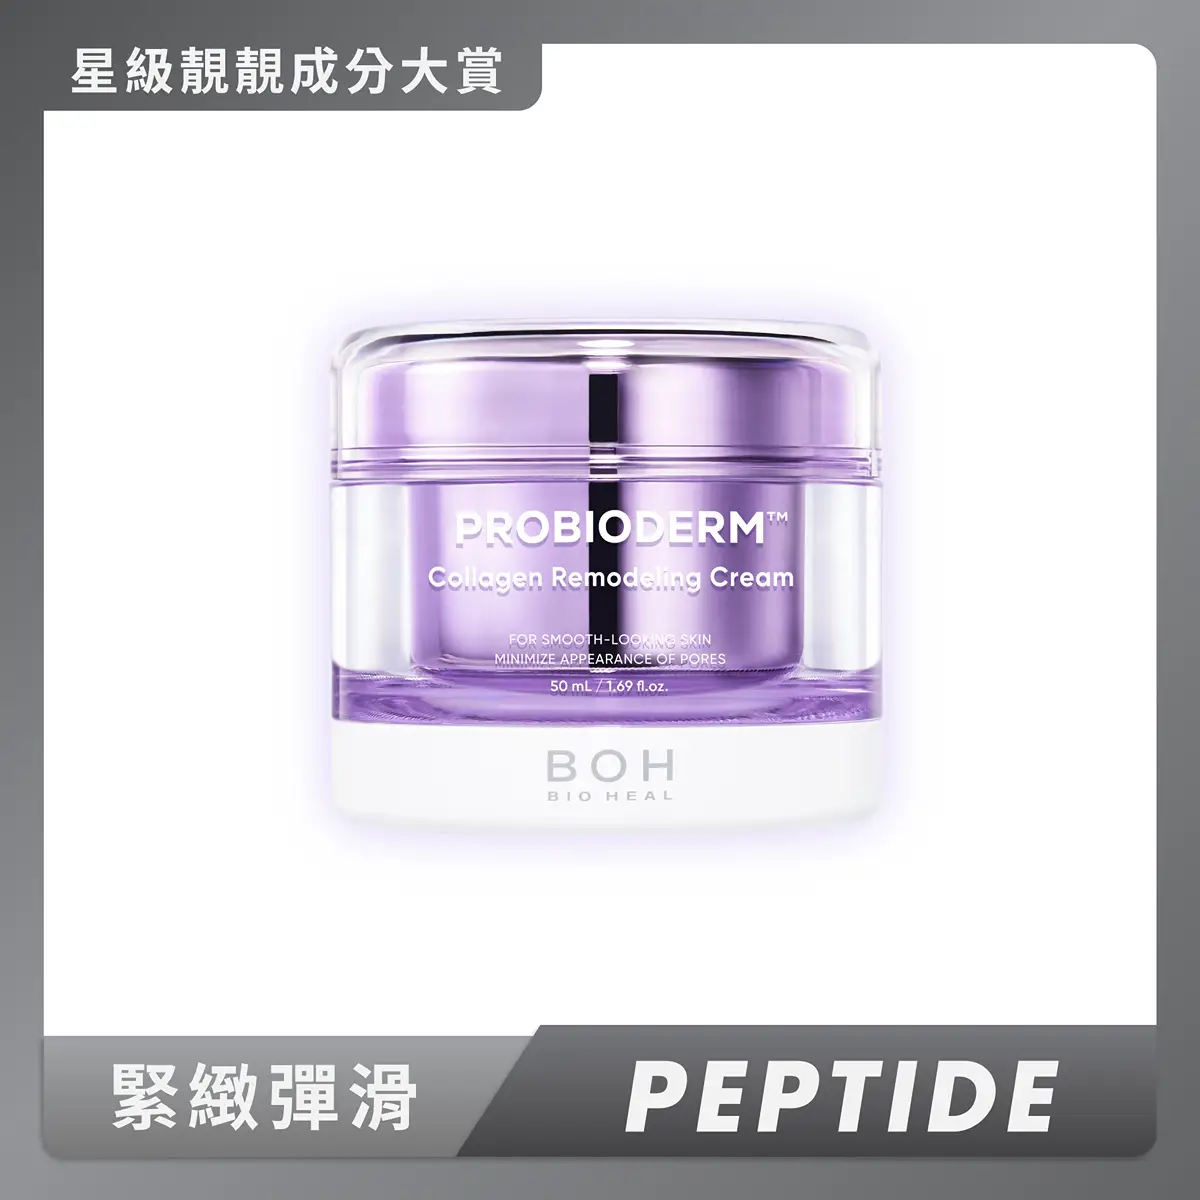 星級靚靚成分大賞
PROBIODERM™
Collagen Remodeling Cream
FOR SMOOTH-LOOKING SKIN
MINIMIZE APPEARANCE OF PORES
50 mL / 1.69 fl.oz.
BOH
BIO HEAL
緊緻彈滑
PEPTIDE